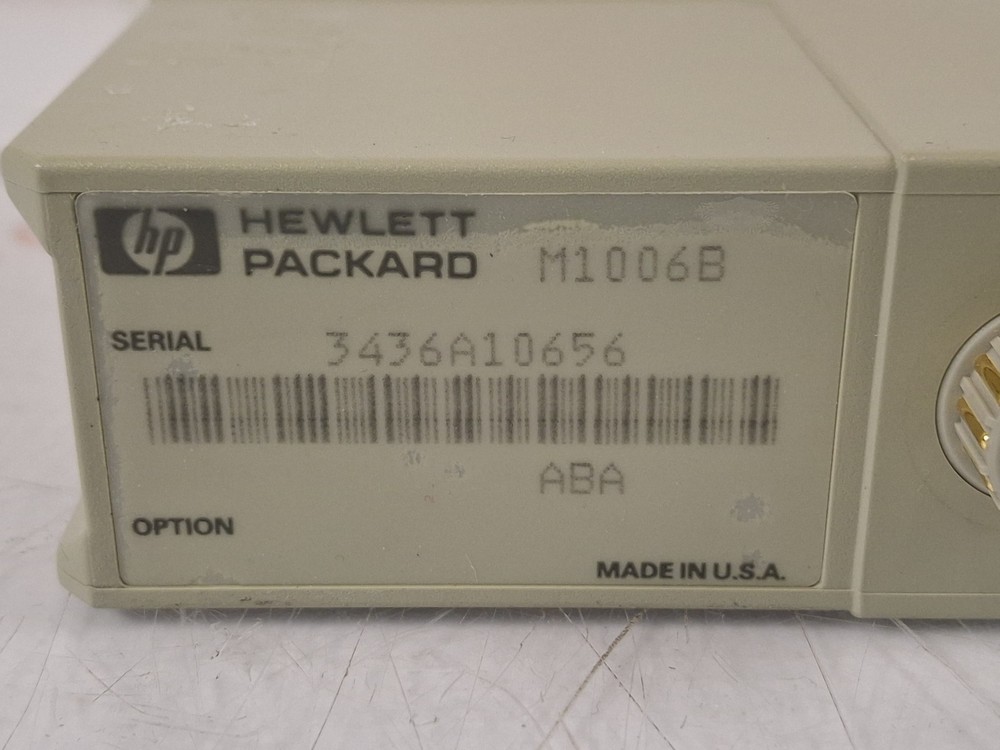 hp HEWLETT
PACKARD M1006B
SERIAL 3436A10656
ABA
OPTION
MADE IN U.S.A.